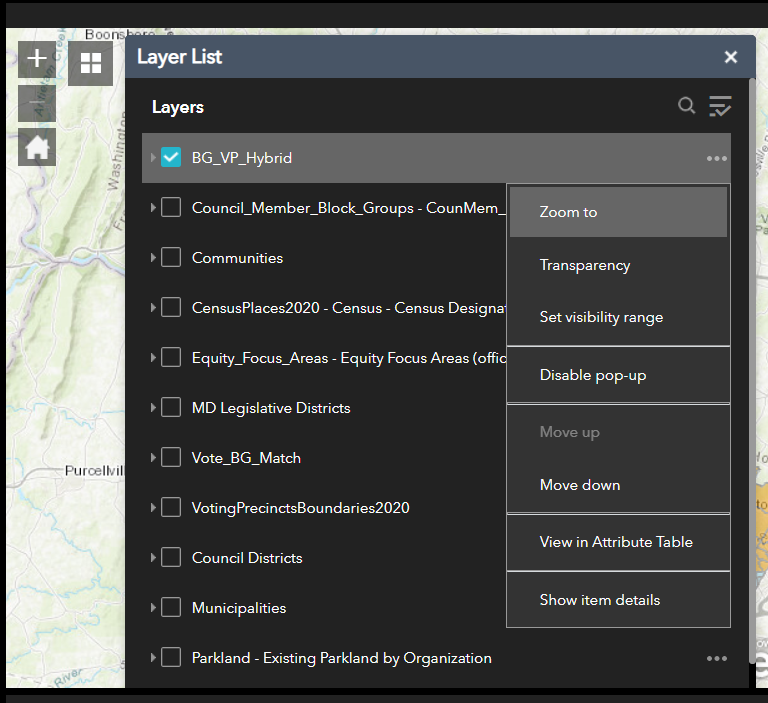 Boonsboro
Layer List
Layers
BG_VP_Hybrid
Council_Member_Block_Groups - CounMem_
Zoom to
Communities
Transparency
CensusPlaces2020 - Census - Census Designat
Set visibility range
Equity_Focus_Areas - Equity Focus Areas (offic
Disable pop-up
MD Legislative Districts
Move up
Vote_BG_Match
Move down
VotingPrecinctsBoundaries2020
View in Attribute Table
Council Districts
Show item details
Municipalities
Parkland - Existing Parkland by Organization
Washington
Purcellvill
River